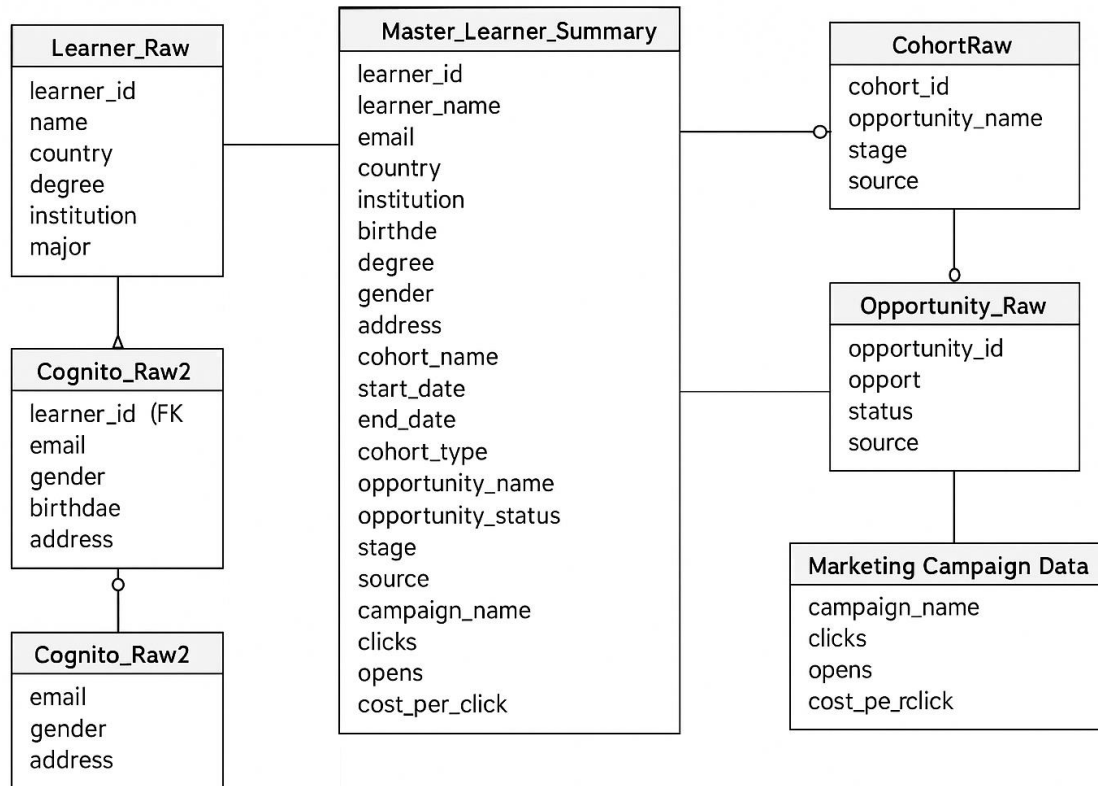 Learner_Raw
learner_id
name
country
degree
institution
major
Cognito_Raw2
learner_id (FK
email
gender
birthdae
address
Cognito_Raw2
email
gender
address
Master_Learner_Summary
learner_id
learner_name
email
country
institution
birthde
degree
gender
address
cohort_name
start_date
end_date
cohort_type
opportunity_name
opportunity_status
stage
source
campaign_name
clicks
opens
cost_per_click
CohortRaw
cohort_id
opportunity_name
stage
source
Opportunity_Raw
opportunity_id
opport
status
source
Marketing Campaign Data
campaign_name
clicks
opens
cost_pe_rclick